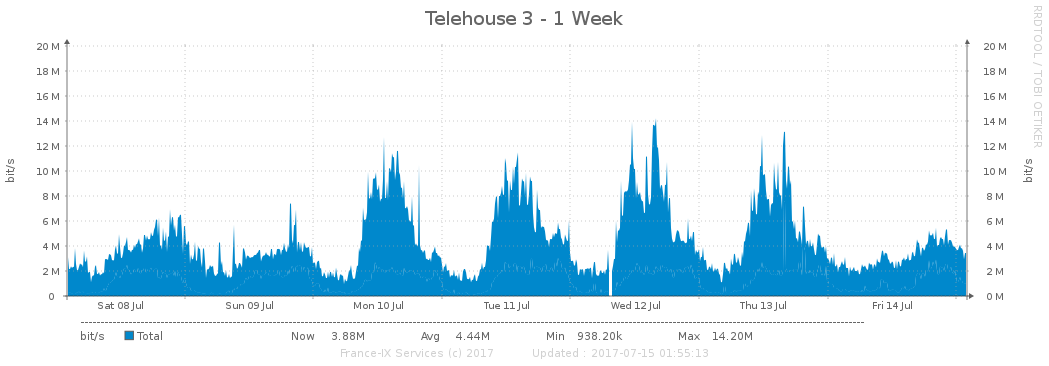 Telehouse 3 - 1 Week
RRDTOOL / TOBI OETIKER
bit/s
20 M 20 M
18 M 18 M
16 M 16 M
14 M 14 M
12 M 12 M
10 M 10 M
8 M 8 M
6 M 6 M
4 M 4 M
2 M 2 M
0 0 M
bit/s
Sat 08 Jul Sun 09 Jul Mon 10 Jul Tue 11 Jul Wed 12 Jul Thu 13 Jul Fri 14 Jul
bit/s Total Now 3.88M Avg 4.44M Min 938.20k Max 14.20M
France-IX Services (c) 2017 Updated : 2017-07-15 01:55:13